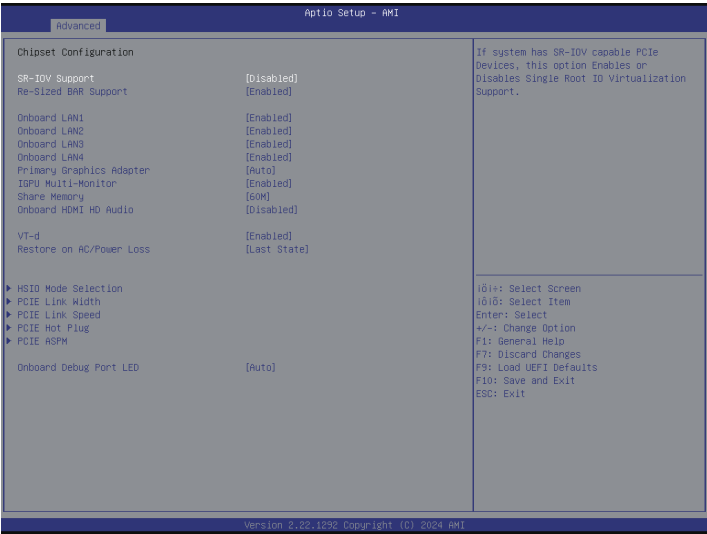 Aptio Setup - AMI
Advanced
Chipset Configuration
SR-IOV Support [Disabled]
Re-Sized BAR Support [Enabled]
Onboard LAN1 [Enabled]
Onboard LAN2 [Enabled]
Onboard LAN3 [Enabled]
Onboard LAN4 [Enabled]
Primary Graphics Adapter [Auto]
IGPU Multi-Monitor [Enabled]
Share Memory [60M]
Onboard HDMI HD Audio [Disabled]
VT-d [Enabled]
Restore on AC/Power Loss [Last State]
HSIO Mode Selection
PCIE Link Width
PCIE Link Speed
PCIE Hot Plug
PCIE ASPM
Onboard Debug Port LED [Auto]
If system has SR-IOV capable PCIe
Devices, this option Enables or
Disables Single Root IO Virtualization
Support.
: Select Screen
: Select Item
Enter: Select
+/-: Change Option
F1: General Help
F7: Discard Changes
F9: Load UEFI Defaults
F10: Save and Exit
ESC: Exit
Version 2.22.1292 Copyright (C) 2024 AMI